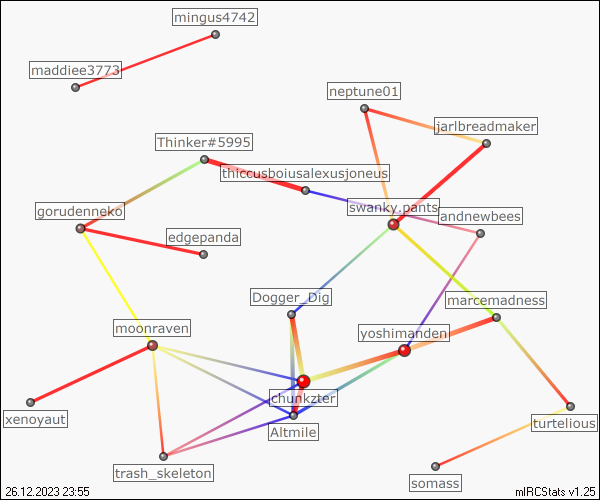 mingus4742
maddiee3773
neptune01
jarlbreadmaker
Thinker#5995
thiccusboiusalexusjoneus
swanky.pants
gorudenneko
andnewbees
edgepanda
Dogger_Dig
marcemadness
moonraven
yoshimanden
chunkzter
xenoyaut
turtelious
Altmile
trash_skeleton
somass
26.12.2023 23:55
mIRCStats v1.25